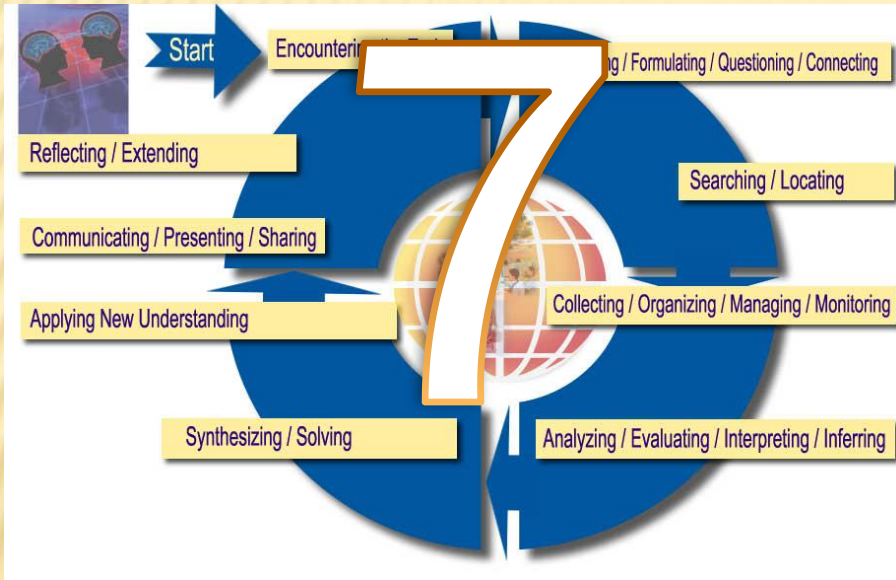 Start
Encountering
/ Formulating / Questioning / Connecting
Searching / Locating
Collecting / Organizing / Managing / Monitoring
Analyzing / Evaluating / Interpreting / Inferring
Synthesizing / Solving
Applying New Understanding
Communicating / Presenting / Sharing
Reflecting / Extending
7